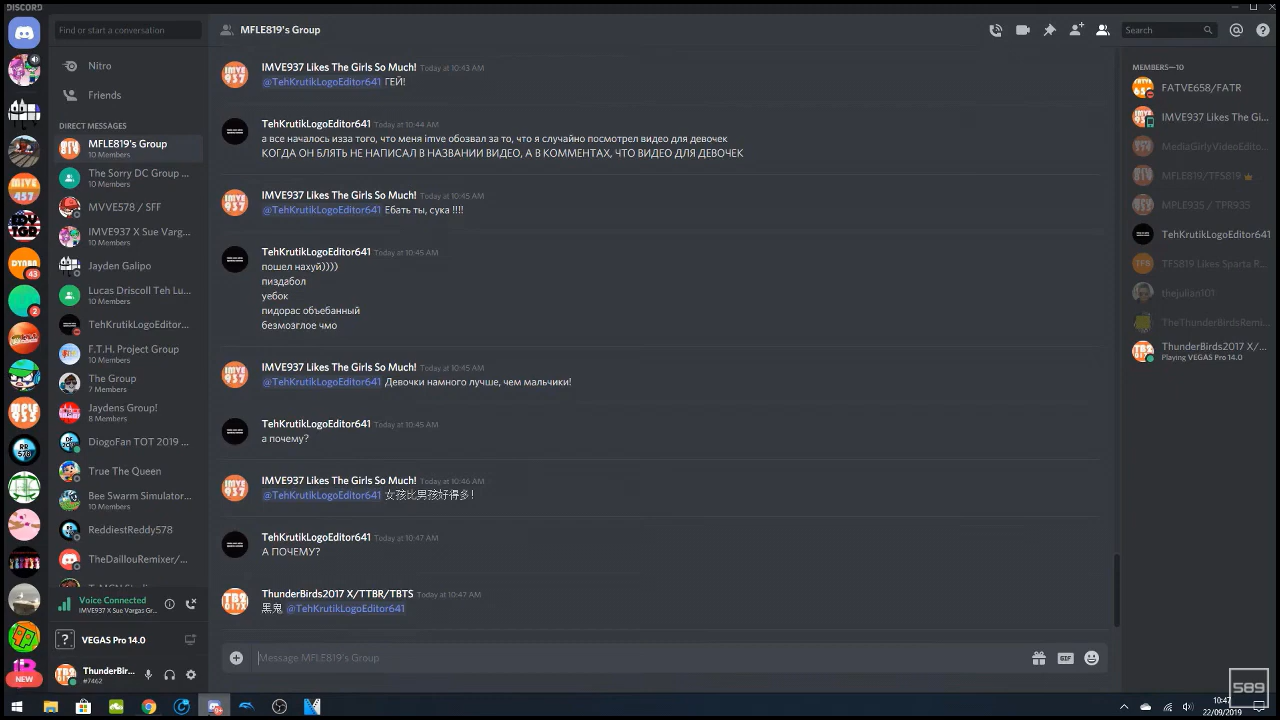 DISCORD
Find or start a conversation
MFLE819's Group
Search
Nitro
Friends
DIRECT MESSAGES
MFLE819's Group
10 Members
The Sorry DC Group ...
10 Members
MVVE578 / SFF
IMVE937 X Sue Varg...
10 Members
Jayden Galipo
Lucas Driscoll Teh Lu...
10 Members
TehKrutikLogoEditor...
F.T.H. Project Group
10 Members
The Group
7 Members
Jaydens Group!
8 Members
DiogoFan TOT 2019 ...
True The Queen
Bee Swarm Simulator...
10 Members
ReddiestReddy578
TheDaillouRemixer/...
Voice Connected
IMVE937 X Sue Vargas Gr...
VEGAS Pro 14.0
ThunderBir...
#7462
43
2
NEW
IMVE937 Likes The Girls So Much! Today at 10:43 AM
@TehKrutikLogoEditor641 ГЕЙ!
TehKrutikLogoEditor641 Today at 10:44 AM
а все началось изза того, что меня imve обозвал за то, что я случайно посмотрел видео для девочек
КОГДА ОН БЛЯТЬ НЕ НАПИСАЛ В НАЗВАНИИ ВИДЕО, А В КОММЕНТАХ, ЧТО ВИДЕО ДЛЯ ДЕВОЧЕК
IMVE937 Likes The Girls So Much! Today at 10:45 AM
@TehKrutikLogoEditor641 Ебать ты, сука !!!!
TehKrutikLogoEditor641 Today at 10:45 AM
пошел нахуй))))
пиздабол
уебок
пидорас объебанный
безмозглое чмо
IMVE937 Likes The Girls So Much! Today at 10:45 AM
@TehKrutikLogoEditor641 Девочки намного лучше, чем мальчики!
TehKrutikLogoEditor641 Today at 10:45 AM
а почему?
IMVE937 Likes The Girls So Much! Today at 10:46 AM
@TehKrutikLogoEditor641 女孩比男孩好得多!
TehKrutikLogoEditor641 Today at 10:47 AM
А ПОЧЕМУ?
ThunderBirds2017 X/TTBR/TBTS Today at 10:47 AM
黑鬼 @TehKrutikLogoEditor641
Message MFLE819's Group
GIF
MEMBERS—10
FATVE658/FATR
IMVE937 Likes The Gi...
MediaGirlyVideoEdito...
MFLE819/TFS819
MPLE935 / TPR935
TehKrutikLogoEditor641
TFS819 Likes Sparta R...
thejulian101
TheThunderBirdsRemi...
ThunderBirds2017 X/...
Playing VEGAS Pro 14.0
589
10:47
22/09/2019